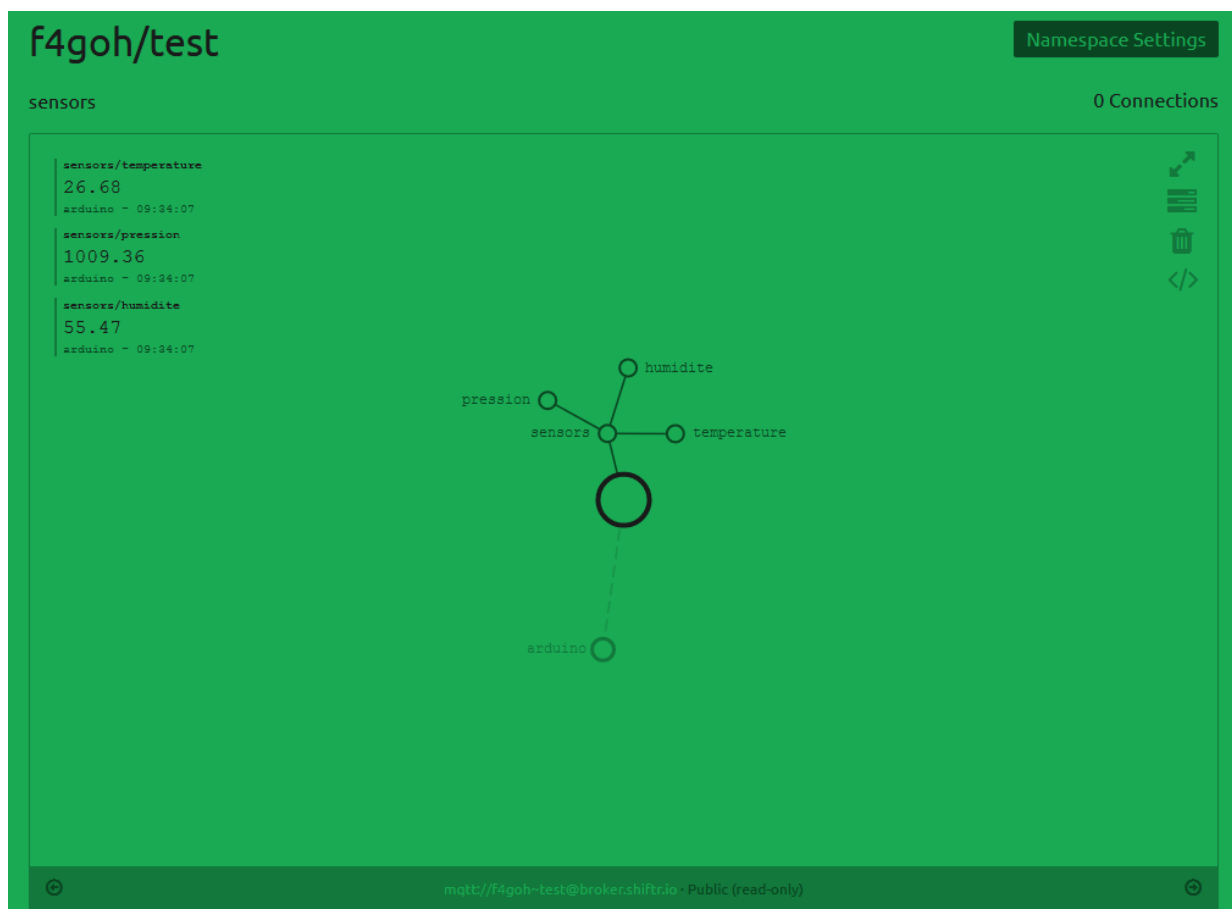 f4goh/test
Namespace Settings
sensors
0 Connections
sensors/temperature
26.68
arduino - 09:34:07
sensors/pression
1009.36
arduino - 09:34:07
sensors/humidite
55.47
arduino - 09:34:07
humidite
pression
sensors
temperature
arduino
mqtt://f4goh~test@broker.shiftr.io · Public (read-only)